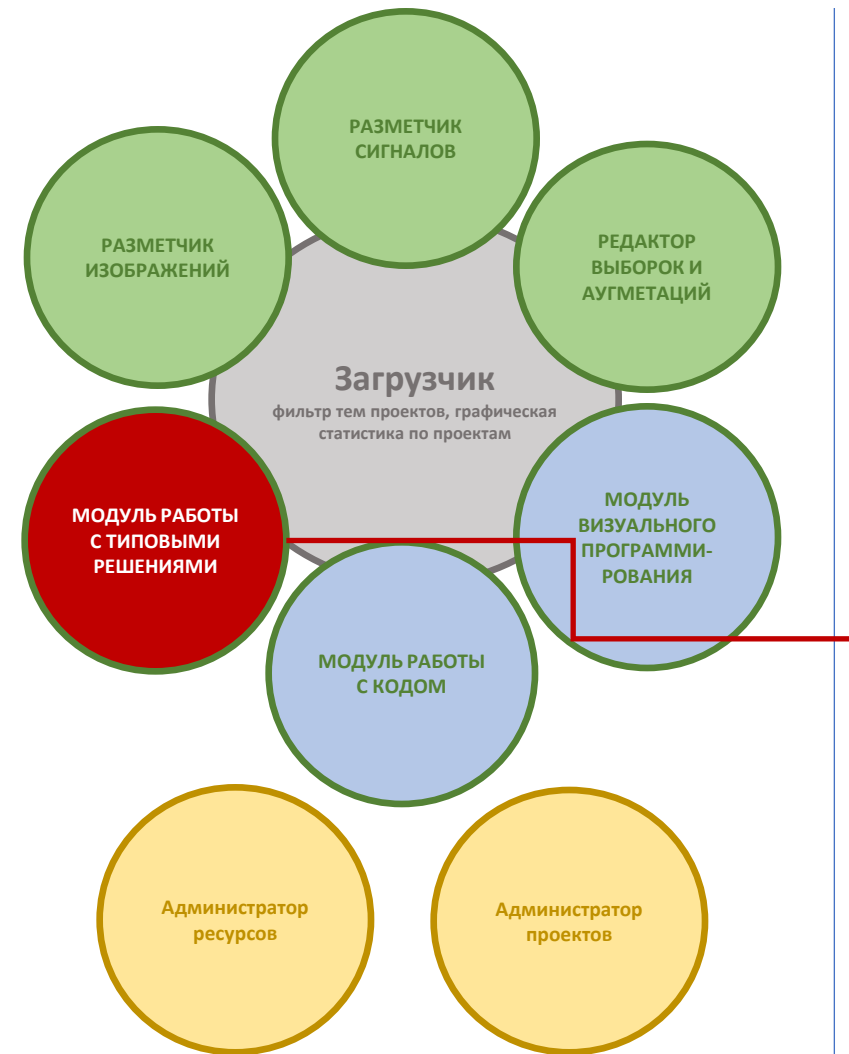 РАЗМЕТЧИК
СИГНАЛОВ
РАЗМЕТЧИК
ИЗОБРАЖЕНИЙ
РЕДАКТОР
ВЫБОРОК И
АУГМЕТАЦИЙ
Загрузчик
фильтр тем проектов, графическая
статистика по проектам
МОДУЛЬ РАБОТЫ
С ТИПОВЫМИ
РЕШЕНИЯМИ
МОДУЛЬ
ВИЗУАЛЬНОГО
ПРОГРАММИ-
РОВАНИЯ
МОДУЛЬ РАБОТЫ
С КОДОМ
Администратор
ресурсов
Администратор
проектов